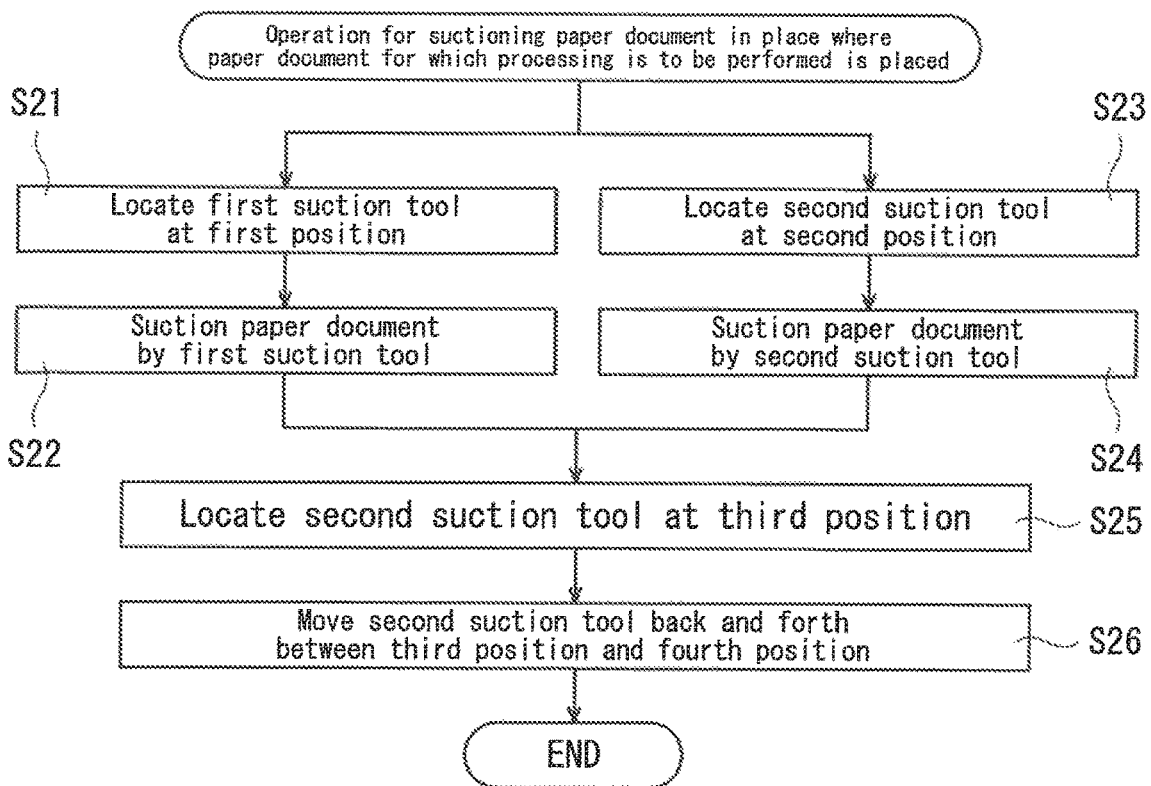 Operation for suctioning paper document in place where
paper document for which processing is to be performed is placed
S21
S23
Locate first suction tool
at first position
Locate second suction tool
at second position
Suction paper document
by first suction tool
Suction paper document
by second suction tool
S22
S24
Locate second suction tool at third position
S25
Move second suction tool back and forth
between third position and fourth position
S26
END